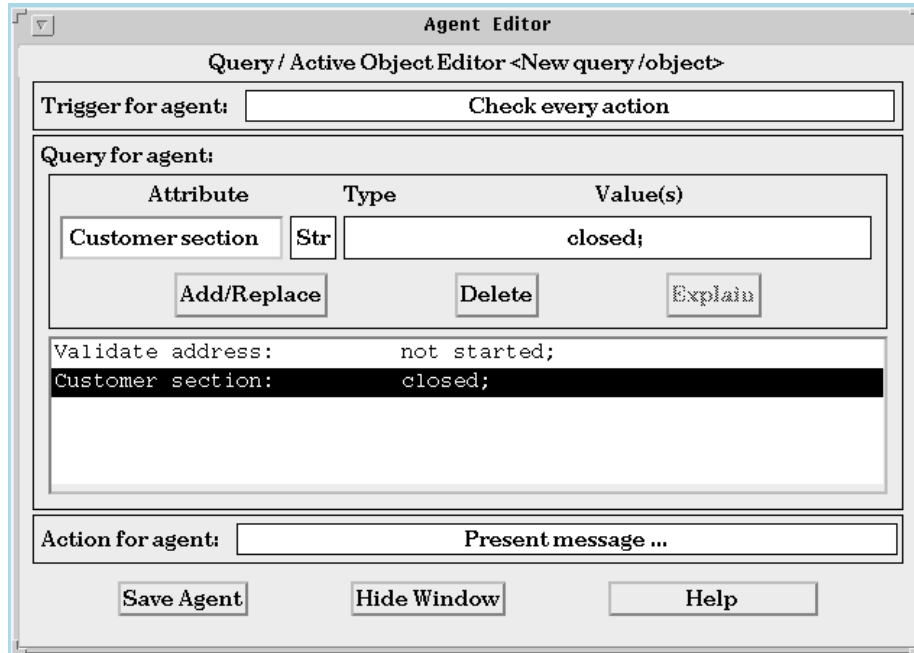 Agent Editor
Query / Active Object Editor <New query /object>
Trigger for agent: Check every action
Query for agent:
Attribute Type Value(s)
Customer section Str closed;
Add/Replace Delete Explain
Validate address: not started;
Customer section: closed;
Action for agent: Present message ...
Save Agent Hide Window Help